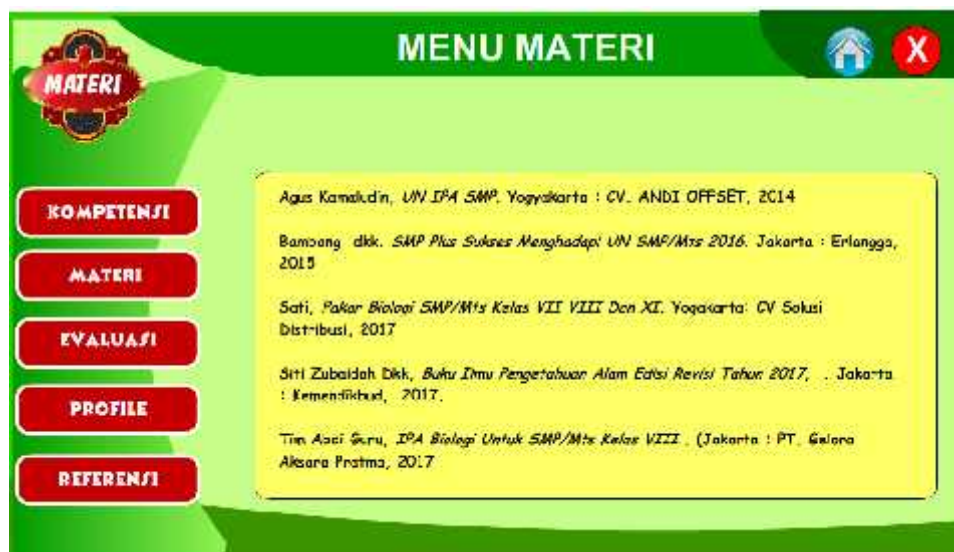 MENU MATERI
X
MATERI
KOMPETENSI
MATERI
EVALUASI
PROFILE
REFERENSI
Agus Kamaludin, UN IPA SMP. Yogyakarta : CV. ANDI OFFSET, 2014
Bambang dkk. SMP Plus Sukses Menghadapi UN SMP/Mts 2016. Jakarta : Erlangga,
2015
Sati, Pakar Biologi SMP/Mts Kelas VII VIII Dan XI. Yogakarta: CV Solusi
Distribusi, 2017
Siti Zubaidah Dkk, Buku Ilmu Pengetahuan Alam Edisi Revisi Tahun 2017, . Jakarta
: Kemendikbud, 2017.
Tim Abdi Guru, IPA Biologi Untuk SMP/Mts Kelas VIII . (Jakarta : PT. Gelora
Aksara Pratma, 2017